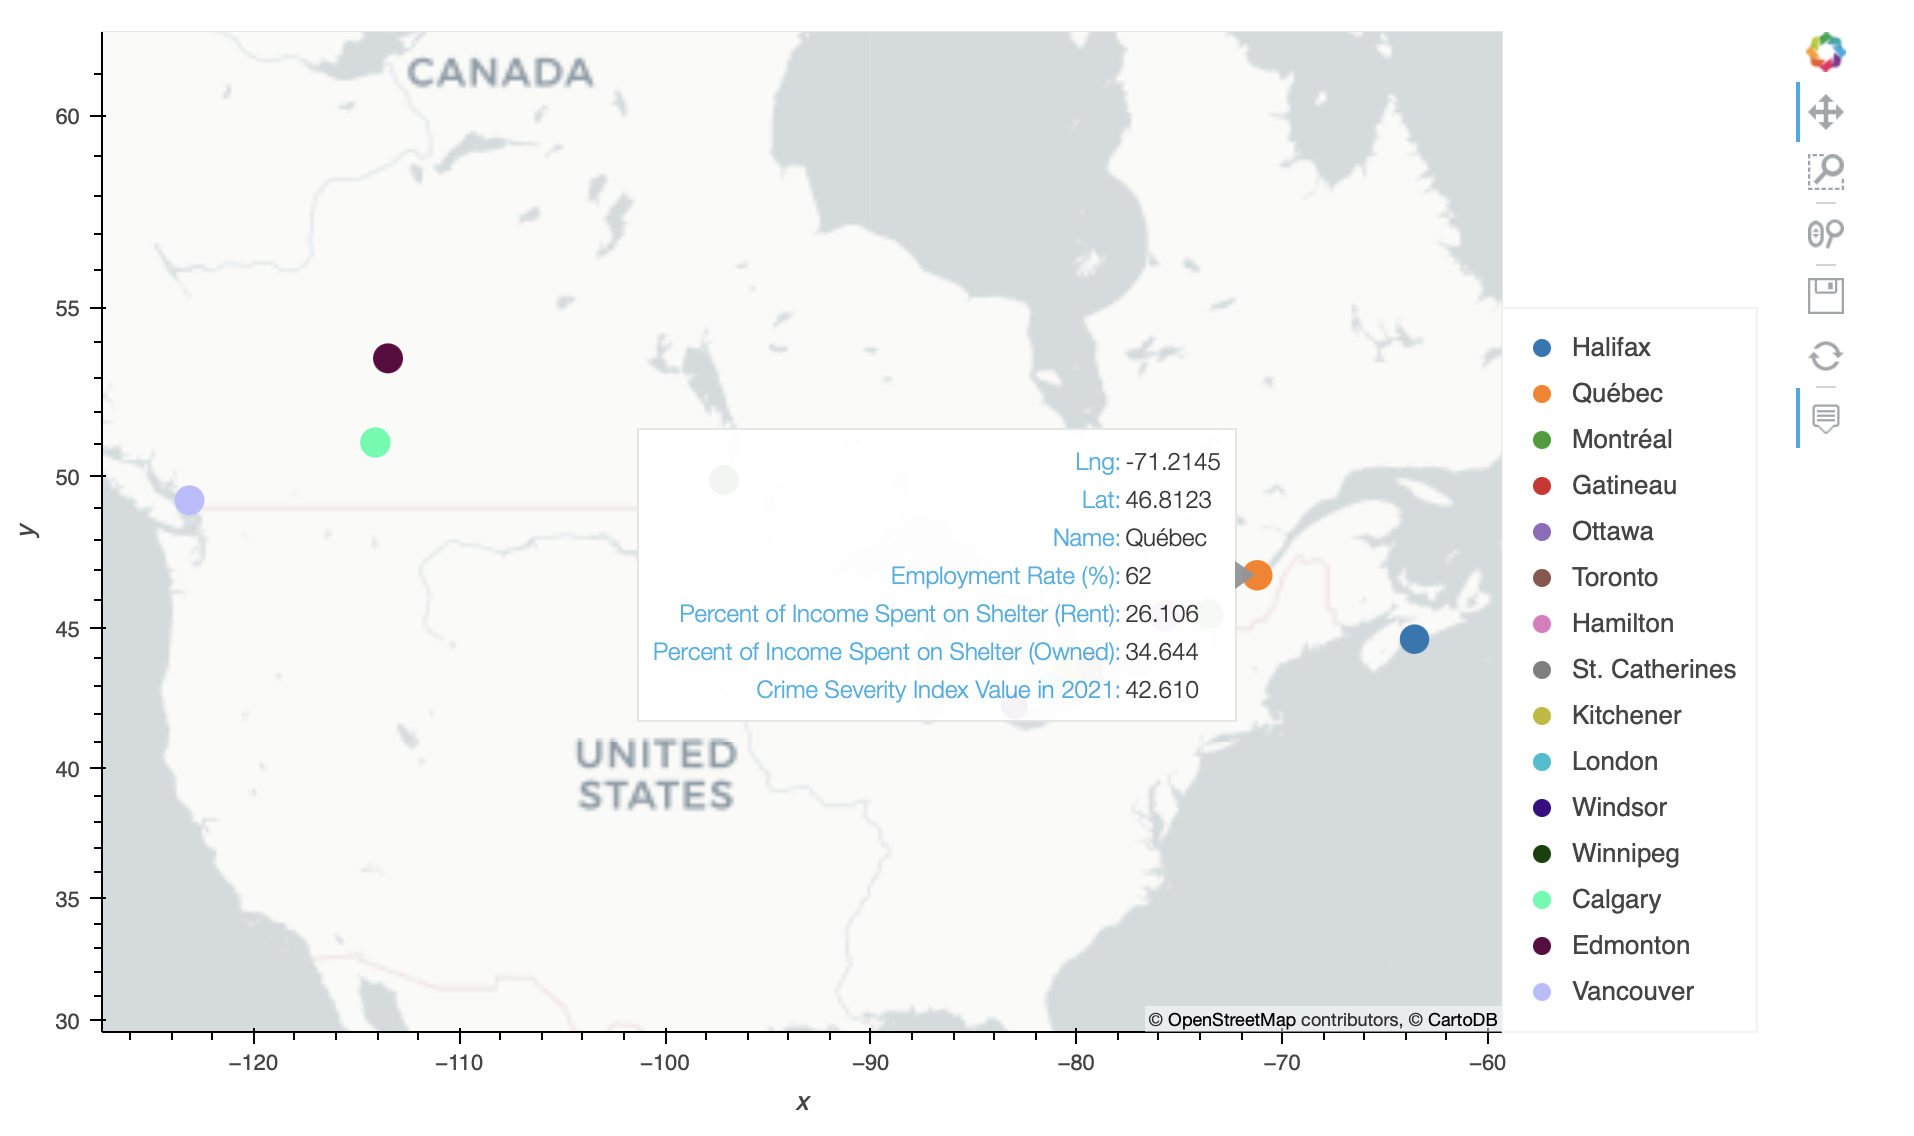 CANADA
60
55
50
45
40
35
30
y
Lng: -71.2145
Lat: 46.8123
Name: Québec
Employment Rate (%): 62
Percent of Income Spent on Shelter (Rent): 26.106
Percent of Income Spent on Shelter (Owned): 34.644
Crime Severity Index Value in 2021: 42.610
UNITED
STATES
Halifax
Québec
Montréal
Gatineau
Ottawa
Toronto
Hamilton
St. Catherines
Kitchener
London
Windsor
Winnipeg
Calgary
Edmonton
Vancouver
© OpenStreetMap contributors, © CartoDB
−120 −110 −100 −90 −80 −70 −60
x